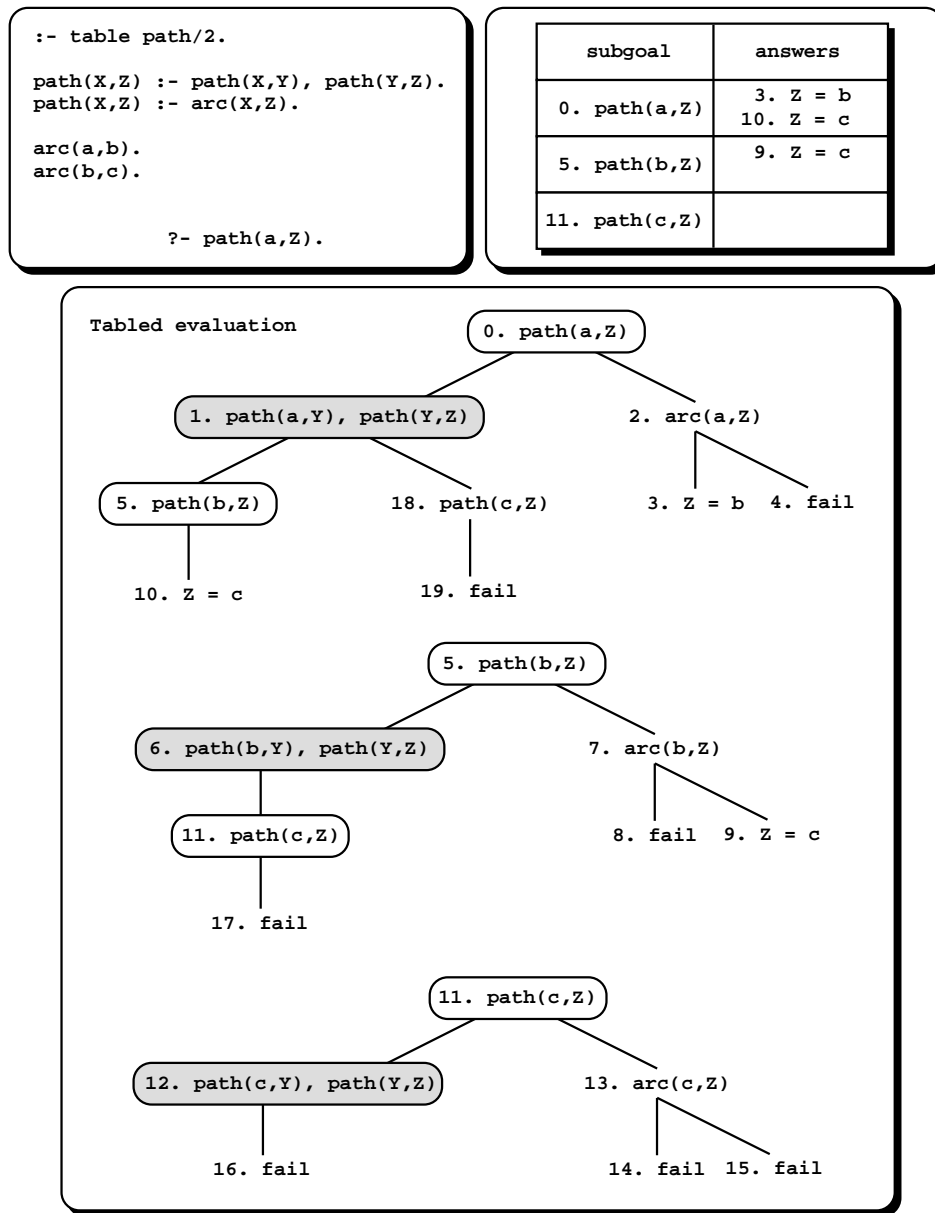 :- table path/2.
path(X,Z) :- path(X,Y), path(Y,Z).
path(X,Z) :- arc(X,Z).
arc(a,b).
arc(b,c).
?- path(a,Z).
subgoal answers
0. path(a,Z) 3. Z = b
10. Z = c
5. path(b,Z) 9. Z = c
11. path(c,Z)
Tabled evaluation
0. path(a,Z)
1. path(a,Y), path(Y,Z) 2. arc(a,Z)
5. path(b,Z) 18. path(c,Z) 3. Z = b 4. fail
10. Z = c 19. fail
5. path(b,Z)
6. path(b,Y), path(Y,Z) 7. arc(b,Z)
11. path(c,Z) 8. fail 9. Z = c
17. fail
11. path(c,Z)
12. path(c,Y), path(Y,Z) 13. arc(c,Z)
16. fail 14. fail 15. fail